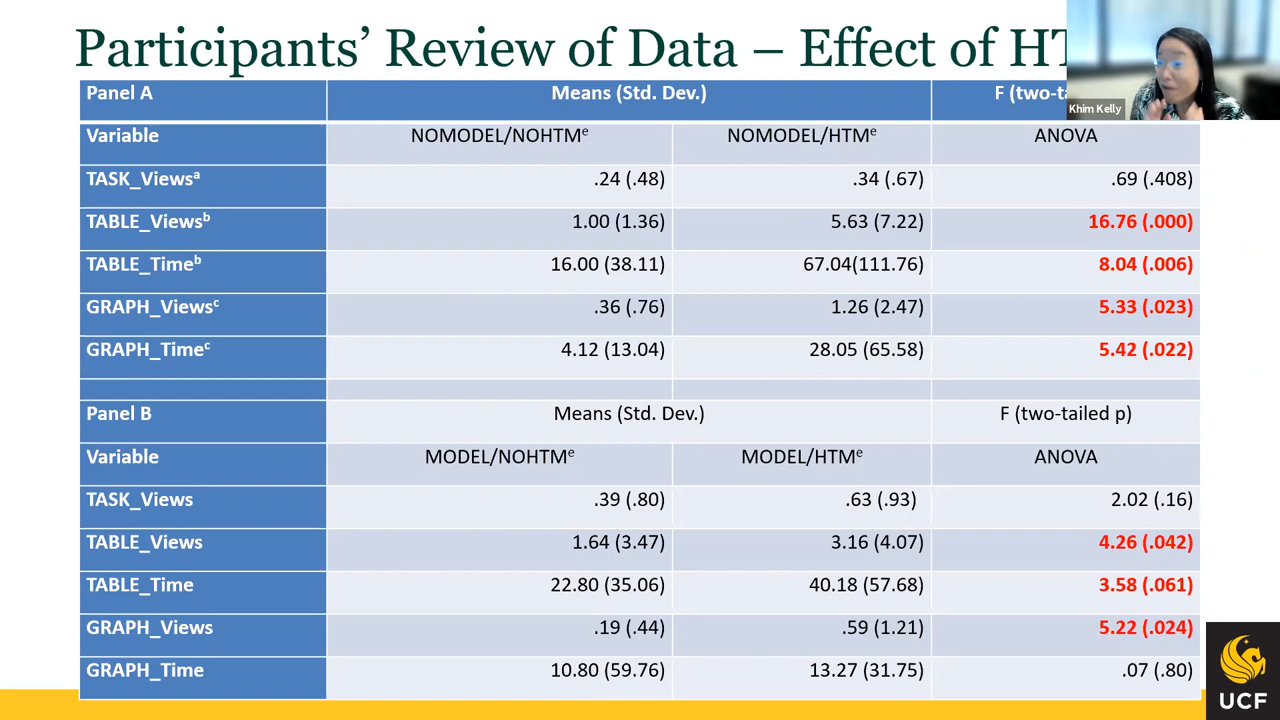 Participants’ Review of Data – Effect of
Khim Kelly
Panel A Means (Std. Dev.)
Variable NOMODEL/NOHTMᵉ NOMODEL/HTMᵉ ANOVA
TASK_Viewsᵃ .24 (.48) .34 (.67) .69 (.408)
TABLE_Viewsᵇ 1.00 (1.36) 5.63 (7.22) 16.76 (.000)
TABLE_Timeᵇ 16.00 (38.11) 67.04(111.76) 8.04 (.006)
GRAPH_Viewsᶜ .36 (.76) 1.26 (2.47) 5.33 (.023)
GRAPH_Timeᶜ 4.12 (13.04) 28.05 (65.58) 5.42 (.022)
Panel B Means (Std. Dev.) F (two-tailed p)
Variable MODEL/NOHTMᵉ MODEL/HTMᵉ ANOVA
TASK_Views .39 (.80) .63 (.93) 2.02 (.16)
TABLE_Views 1.64 (3.47) 3.16 (4.07) 4.26 (.042)
TABLE_Time 22.80 (35.06) 40.18 (57.68) 3.58 (.061)
GRAPH_Views .19 (.44) .59 (1.21) 5.22 (.024)
GRAPH_Time 10.80 (59.76) 13.27 (31.75) .07 (.80)
UCF